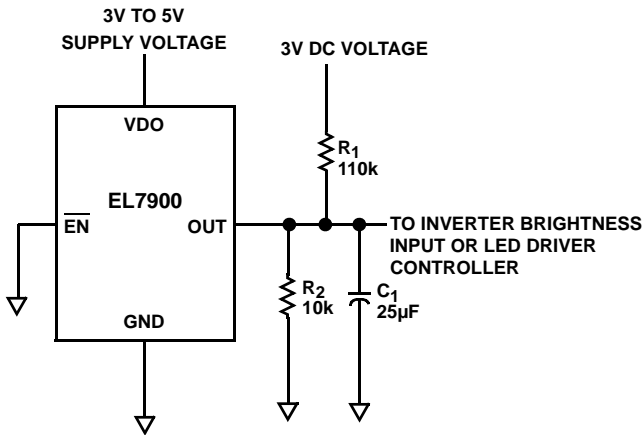 3V TO 5V
SUPPLY VOLTAGE
3V DC VOLTAGE
VDO
R1
110k
EL7900
EN
OUT
TO INVERTER BRIGHTNESS
INPUT OR LED DRIVER
CONTROLLER
R2
10k
C1
25µF
GND